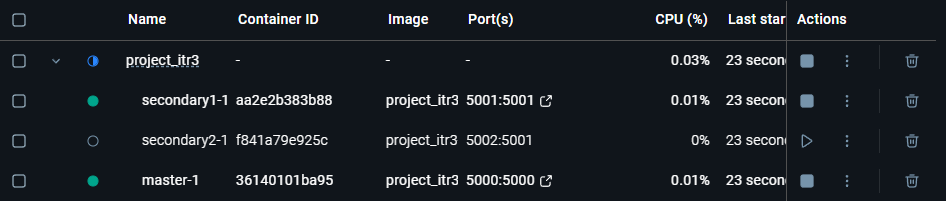 Name Container ID Image Port(s) CPU (%) Last star Actions
project_itr3 - - - 0.03% 23 secon
secondary1-1 aa2e2b383b88 project_itr3 5001:5001 0.01% 23 secon
secondary2-1 f841a79e925c project_itr3 5002:5001 0% 23 secon
master-1 36140101ba95 project_itr3 5000:5000 0.01% 23 secon